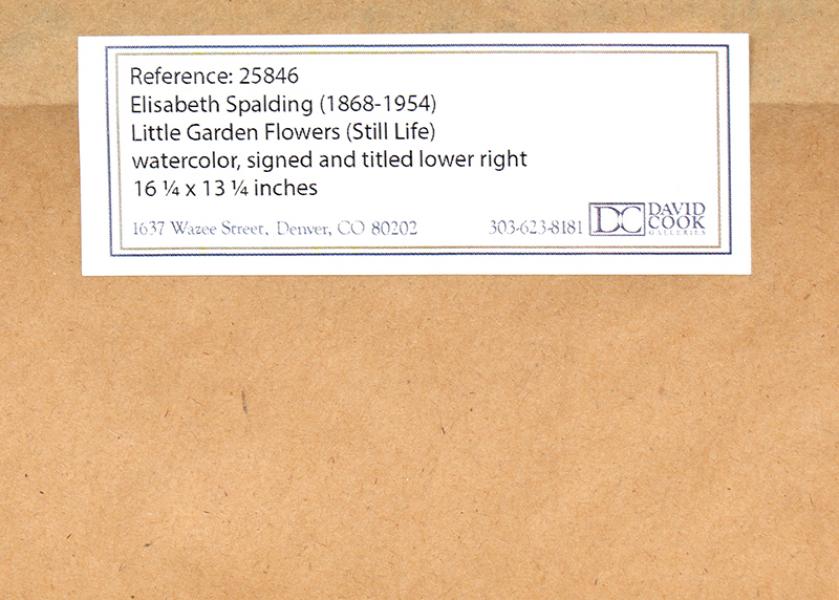 Reference: 25846
Elisabeth Spalding (1868-1954)
Little Garden Flowers (Still Life)
watercolor, signed and titled lower right
16 ¼ x 13 ¼ inches
1637 Wazee Street, Denver, CO 80202 303-623-8181 DC DAVID
COOK
GALLERIES